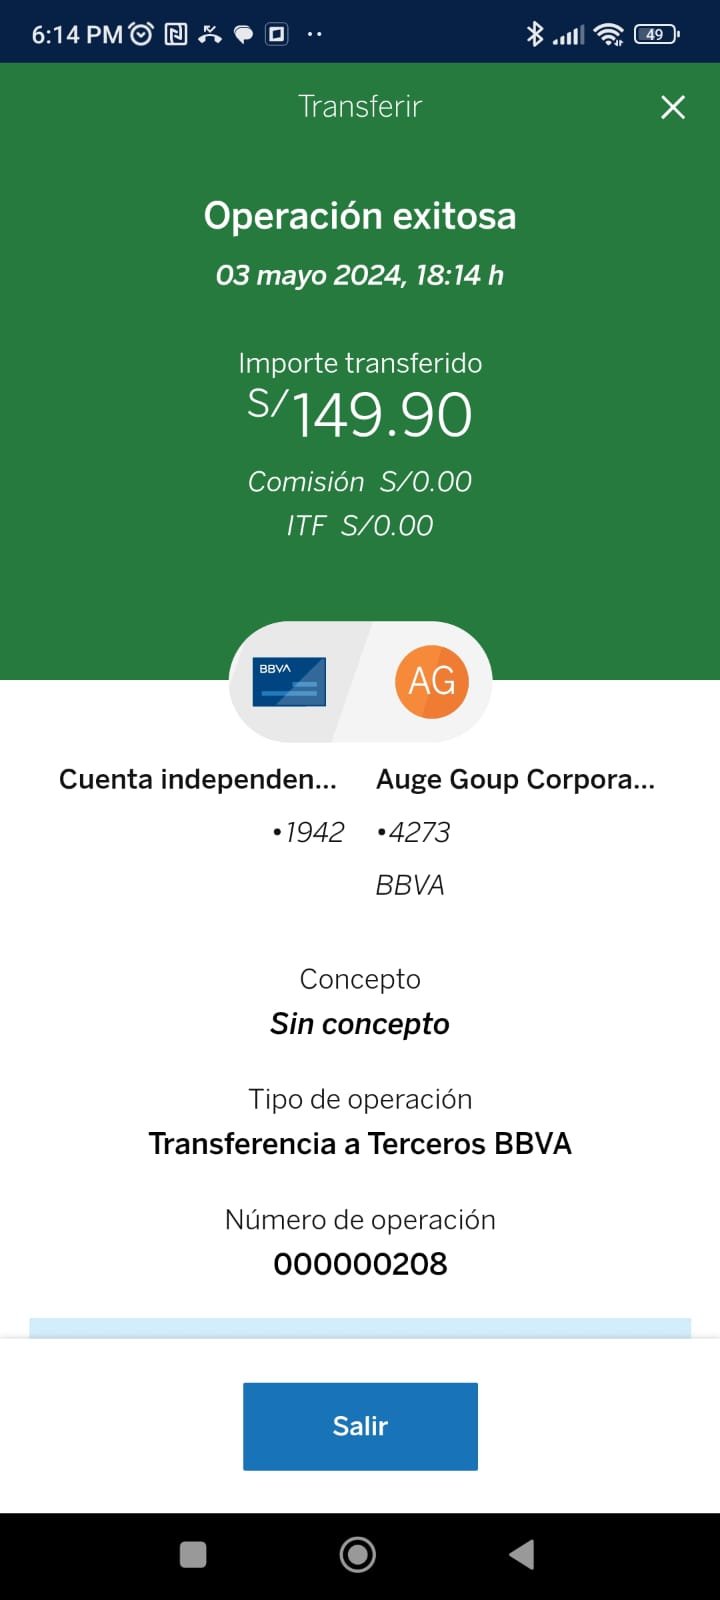 6:14 PM
49
Transferir
Operación exitosa
03 mayo 2024, 18:14 h
Importe transferido
S/149.90
Comisión S/0.00
ITF S/0.00
BBVA
AG
Cuenta independen... Auge Goup Corpora...
•1942 •4273
BBVA
Concepto
Sin concepto
Tipo de operación
Transferencia a Terceros BBVA
Número de operación
000000208
Salir